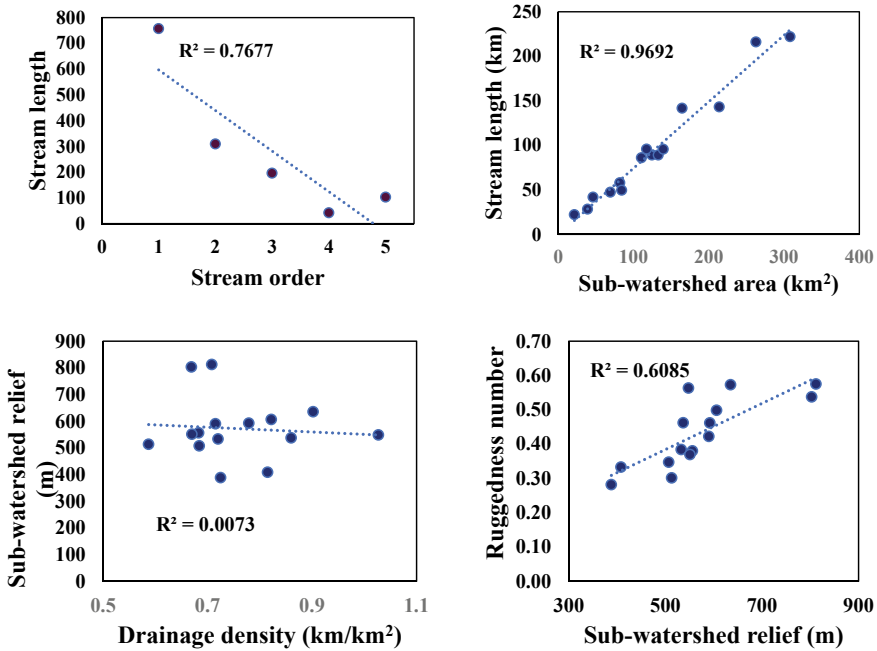 800
700
600
500
400
300
200
100
0
R² = 0.7677
Stream length
0 1 2 3 4 5
Stream order
250
200
150
100
50
0
R² = 0.9692
Stream length (km)
0 100 200 300 400
Sub-watershed area (km²)
900
800
700
600
500
400
300
200
100
0
Sub-watershed relief
(m)
R² = 0.0073
0.5 0.7 0.9 1.1
Drainage density (km/km²)
0.70
0.60
0.50
0.40
0.30
0.20
0.10
0.00
R² = 0.6085
Ruggedness number
300 500 700 900
Sub-watershed relief (m)